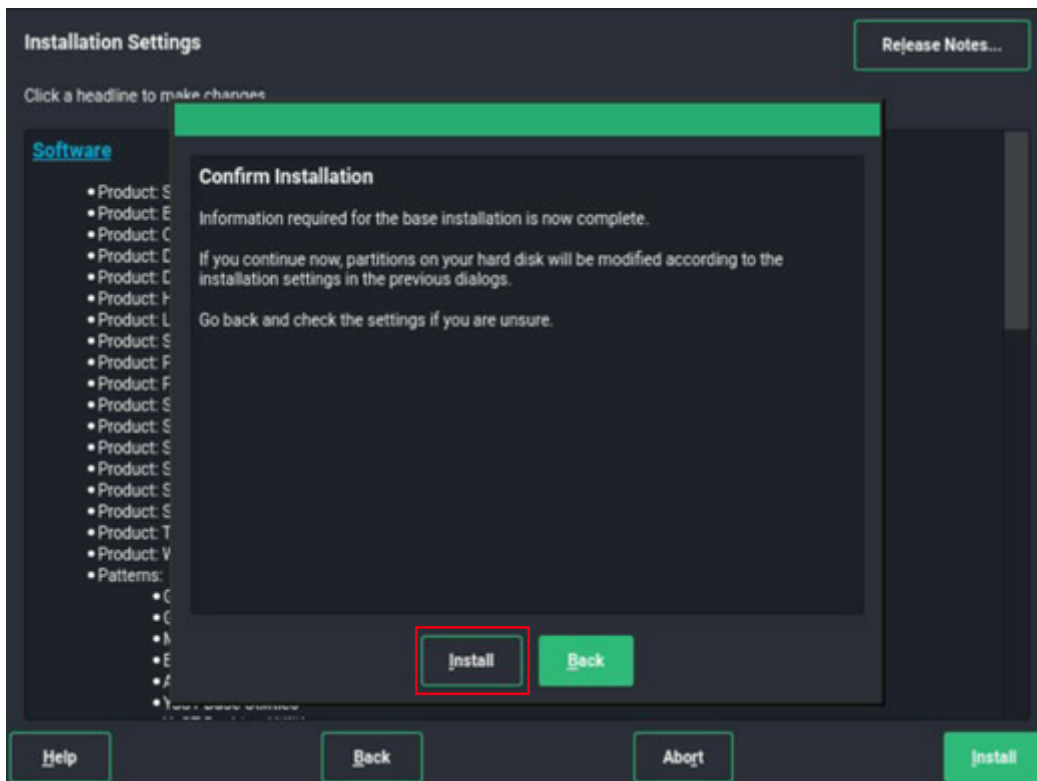 Installation Settings
Release Notes...
Click a headline to make changes
Software
Confirm Installation
Information required for the base installation is now complete.
If you continue now, partitions on your hard disk will be modified according to the
installation settings in the previous dialogs.
Go back and check the settings if you are unsure.
• Product: S
• Product: E
• Product: C
• Product: D
• Product: D
• Product: H
• Product: L
• Product: S
• Product: F
• Product: F
• Product: S
• Product: S
• Product: S
• Product: S
• Product: S
• Product: S
• Product: T
• Product: W
• Patterns:
Install
Back
Help
Back
Abort
Install